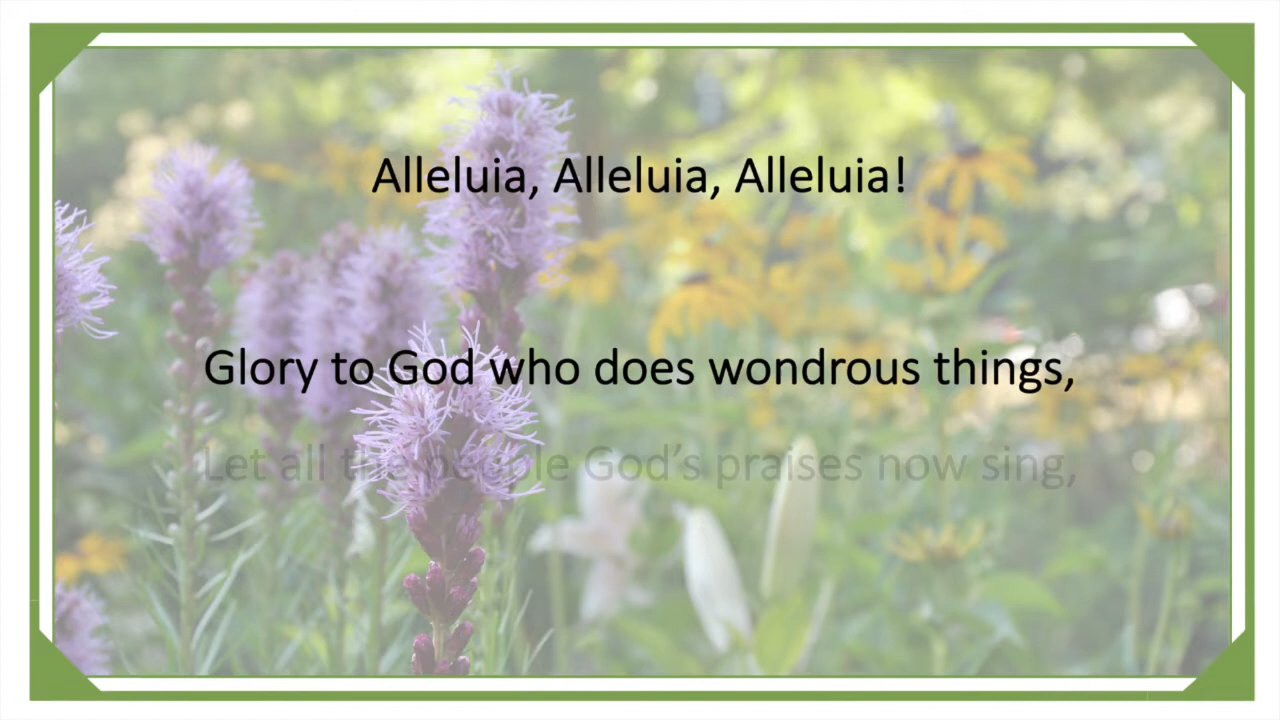 Alleluia, Alleluia, Alleluia!
Glory to God who does wondrous things,
Let all the people God’s praises now sing,